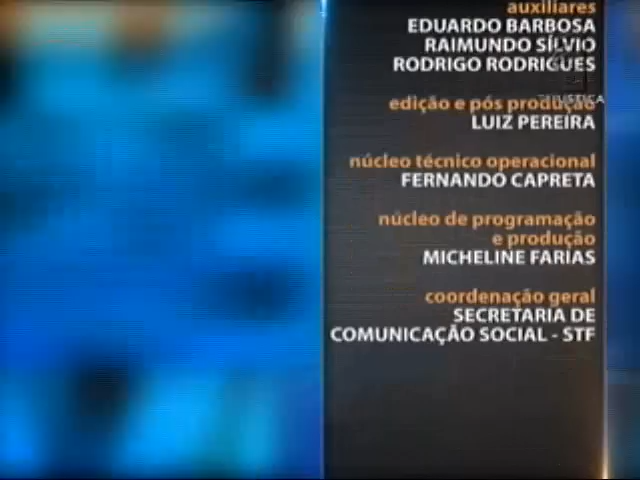 auxiliares
EDUARDO BARBOSA
RAIMUNDO SÍLVIO
RODRIGO RODRIGUES
edição e pós produção
LUIZ PEREIRA
núcleo técnico operacional
FERNANDO CAPRETA
núcleo de programação
e produção
MICHELINE FARIAS
coordenação geral
SECRETARIA DE
COMUNICAÇÃO SOCIAL - STF